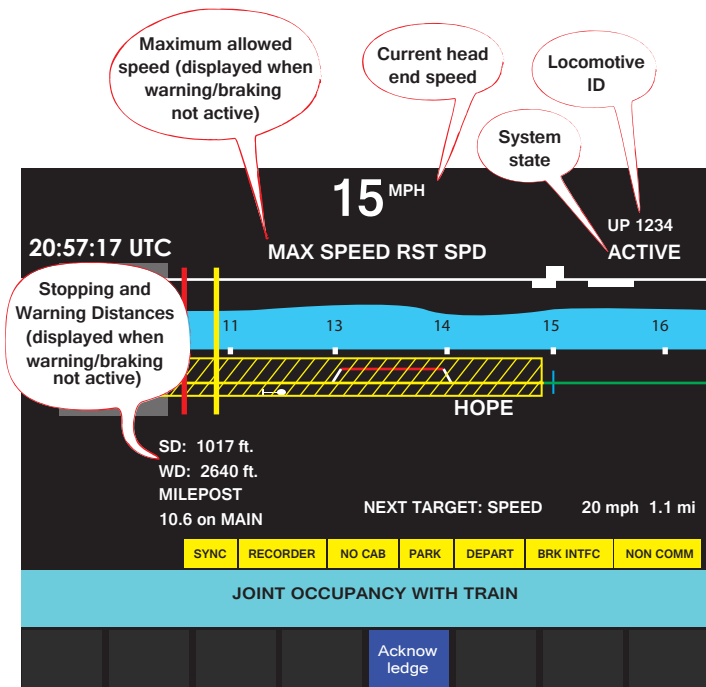 Maximum allowed
speed (displayed when
warning/braking
not active)
Current head
end speed
Locomotive
ID
System
state
15 MPH
UP 1234
20:57:17 UTC
MAX SPEED RST SPD
ACTIVE
Stopping and
Warning Distances
(displayed when
warning/braking
not active)
11 13 14 15 16
HOPE
SD: 1017 ft.
WD: 2640 ft.
MILEPOST
10.6 on MAIN
NEXT TARGET: SPEED 20 mph 1.1 mi
SYNC RECORDER NO CAB PARK DEPART BRK INTFC NON COMM
JOINT OCCUPANCY WITH TRAIN
Acknow
ledge